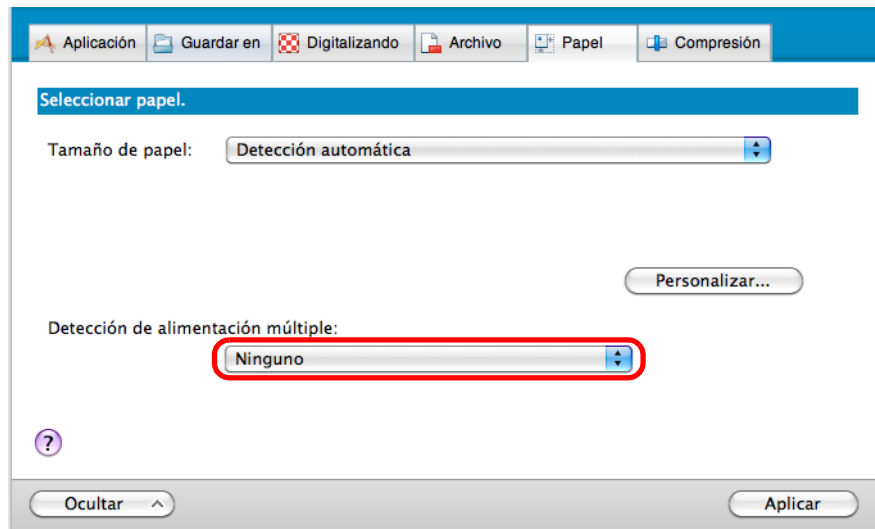 Aplicación Guardar en Digitalizando Archivo Papel Compresión
Seleccionar papel.
Tamaño de papel: Detección automática
Personalizar...
Detección de alimentación múltiple:
Ninguno
?
Ocultar Aplicar